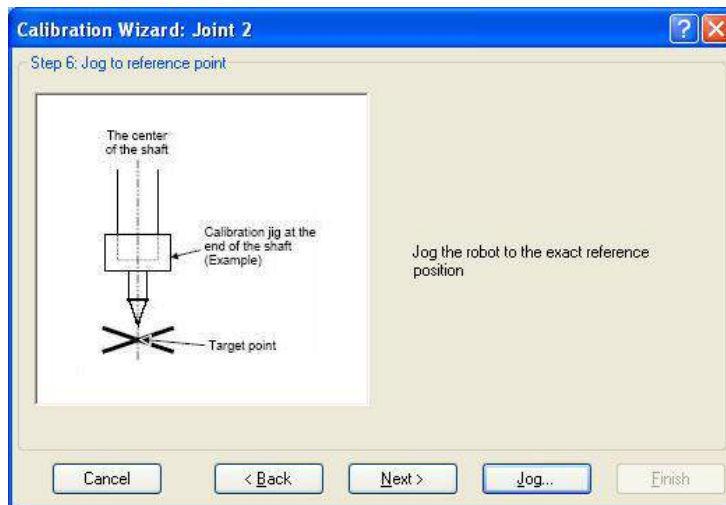 Calibration Wizard: Joint 2
Step 6: Jog to reference point
The center
of the shaft
Calibration jig at the
end of the shaft
(Example)
Target point
Jog the robot to the exact reference
position
Cancel
< Back
Next >
Jog...
Finish